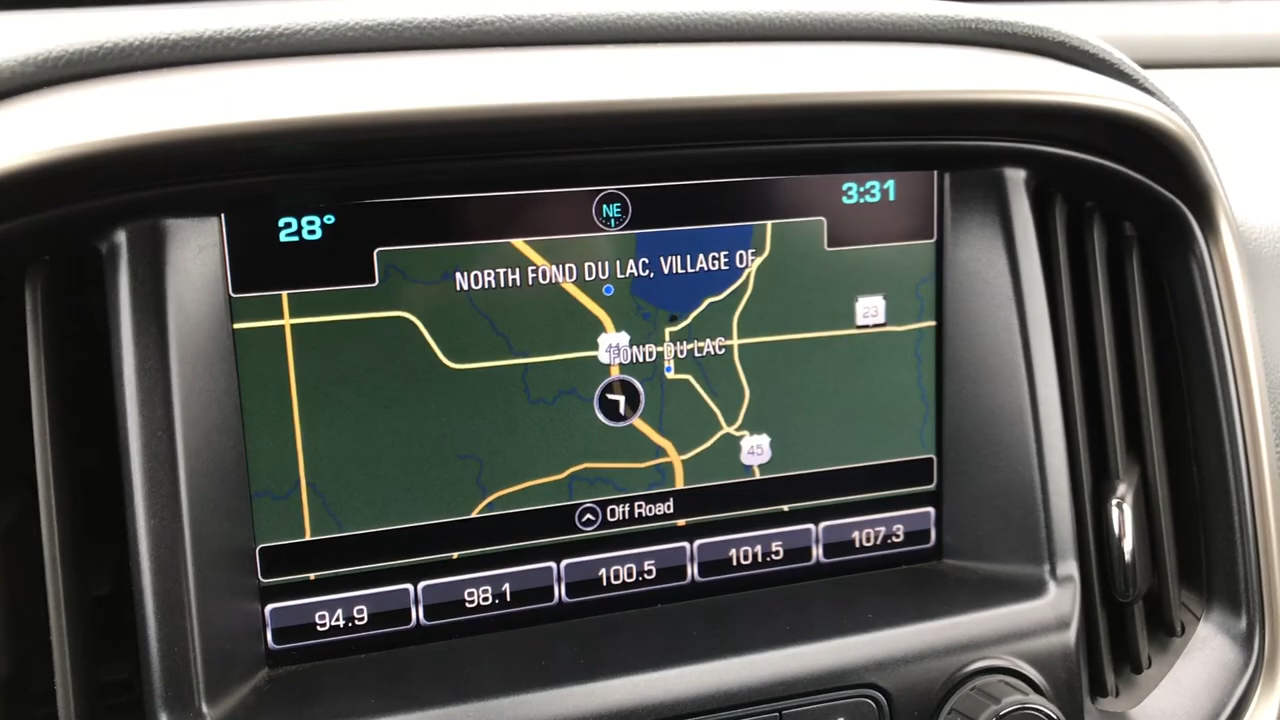 28°
NE
3:31
NORTH FOND DU LAC, VILLAGE OF
23
FOND DU LAC
45
Off Road
94.9
98.1
100.5
101.5
107.3